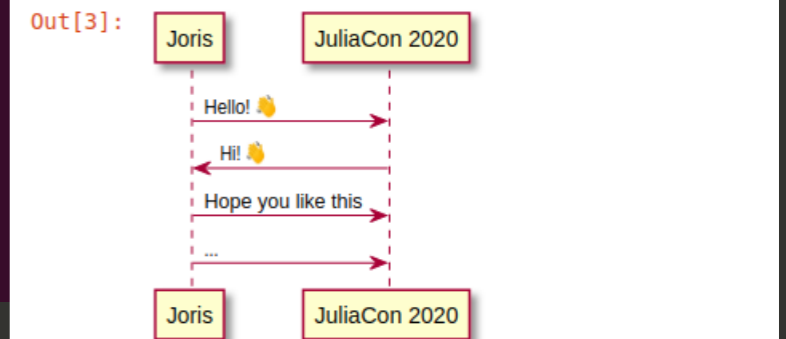 Out[3]:
Joris JuliaCon 2020
Hello! 👋
Hi! 👋
Hope you like this
...
Joris JuliaCon 2020